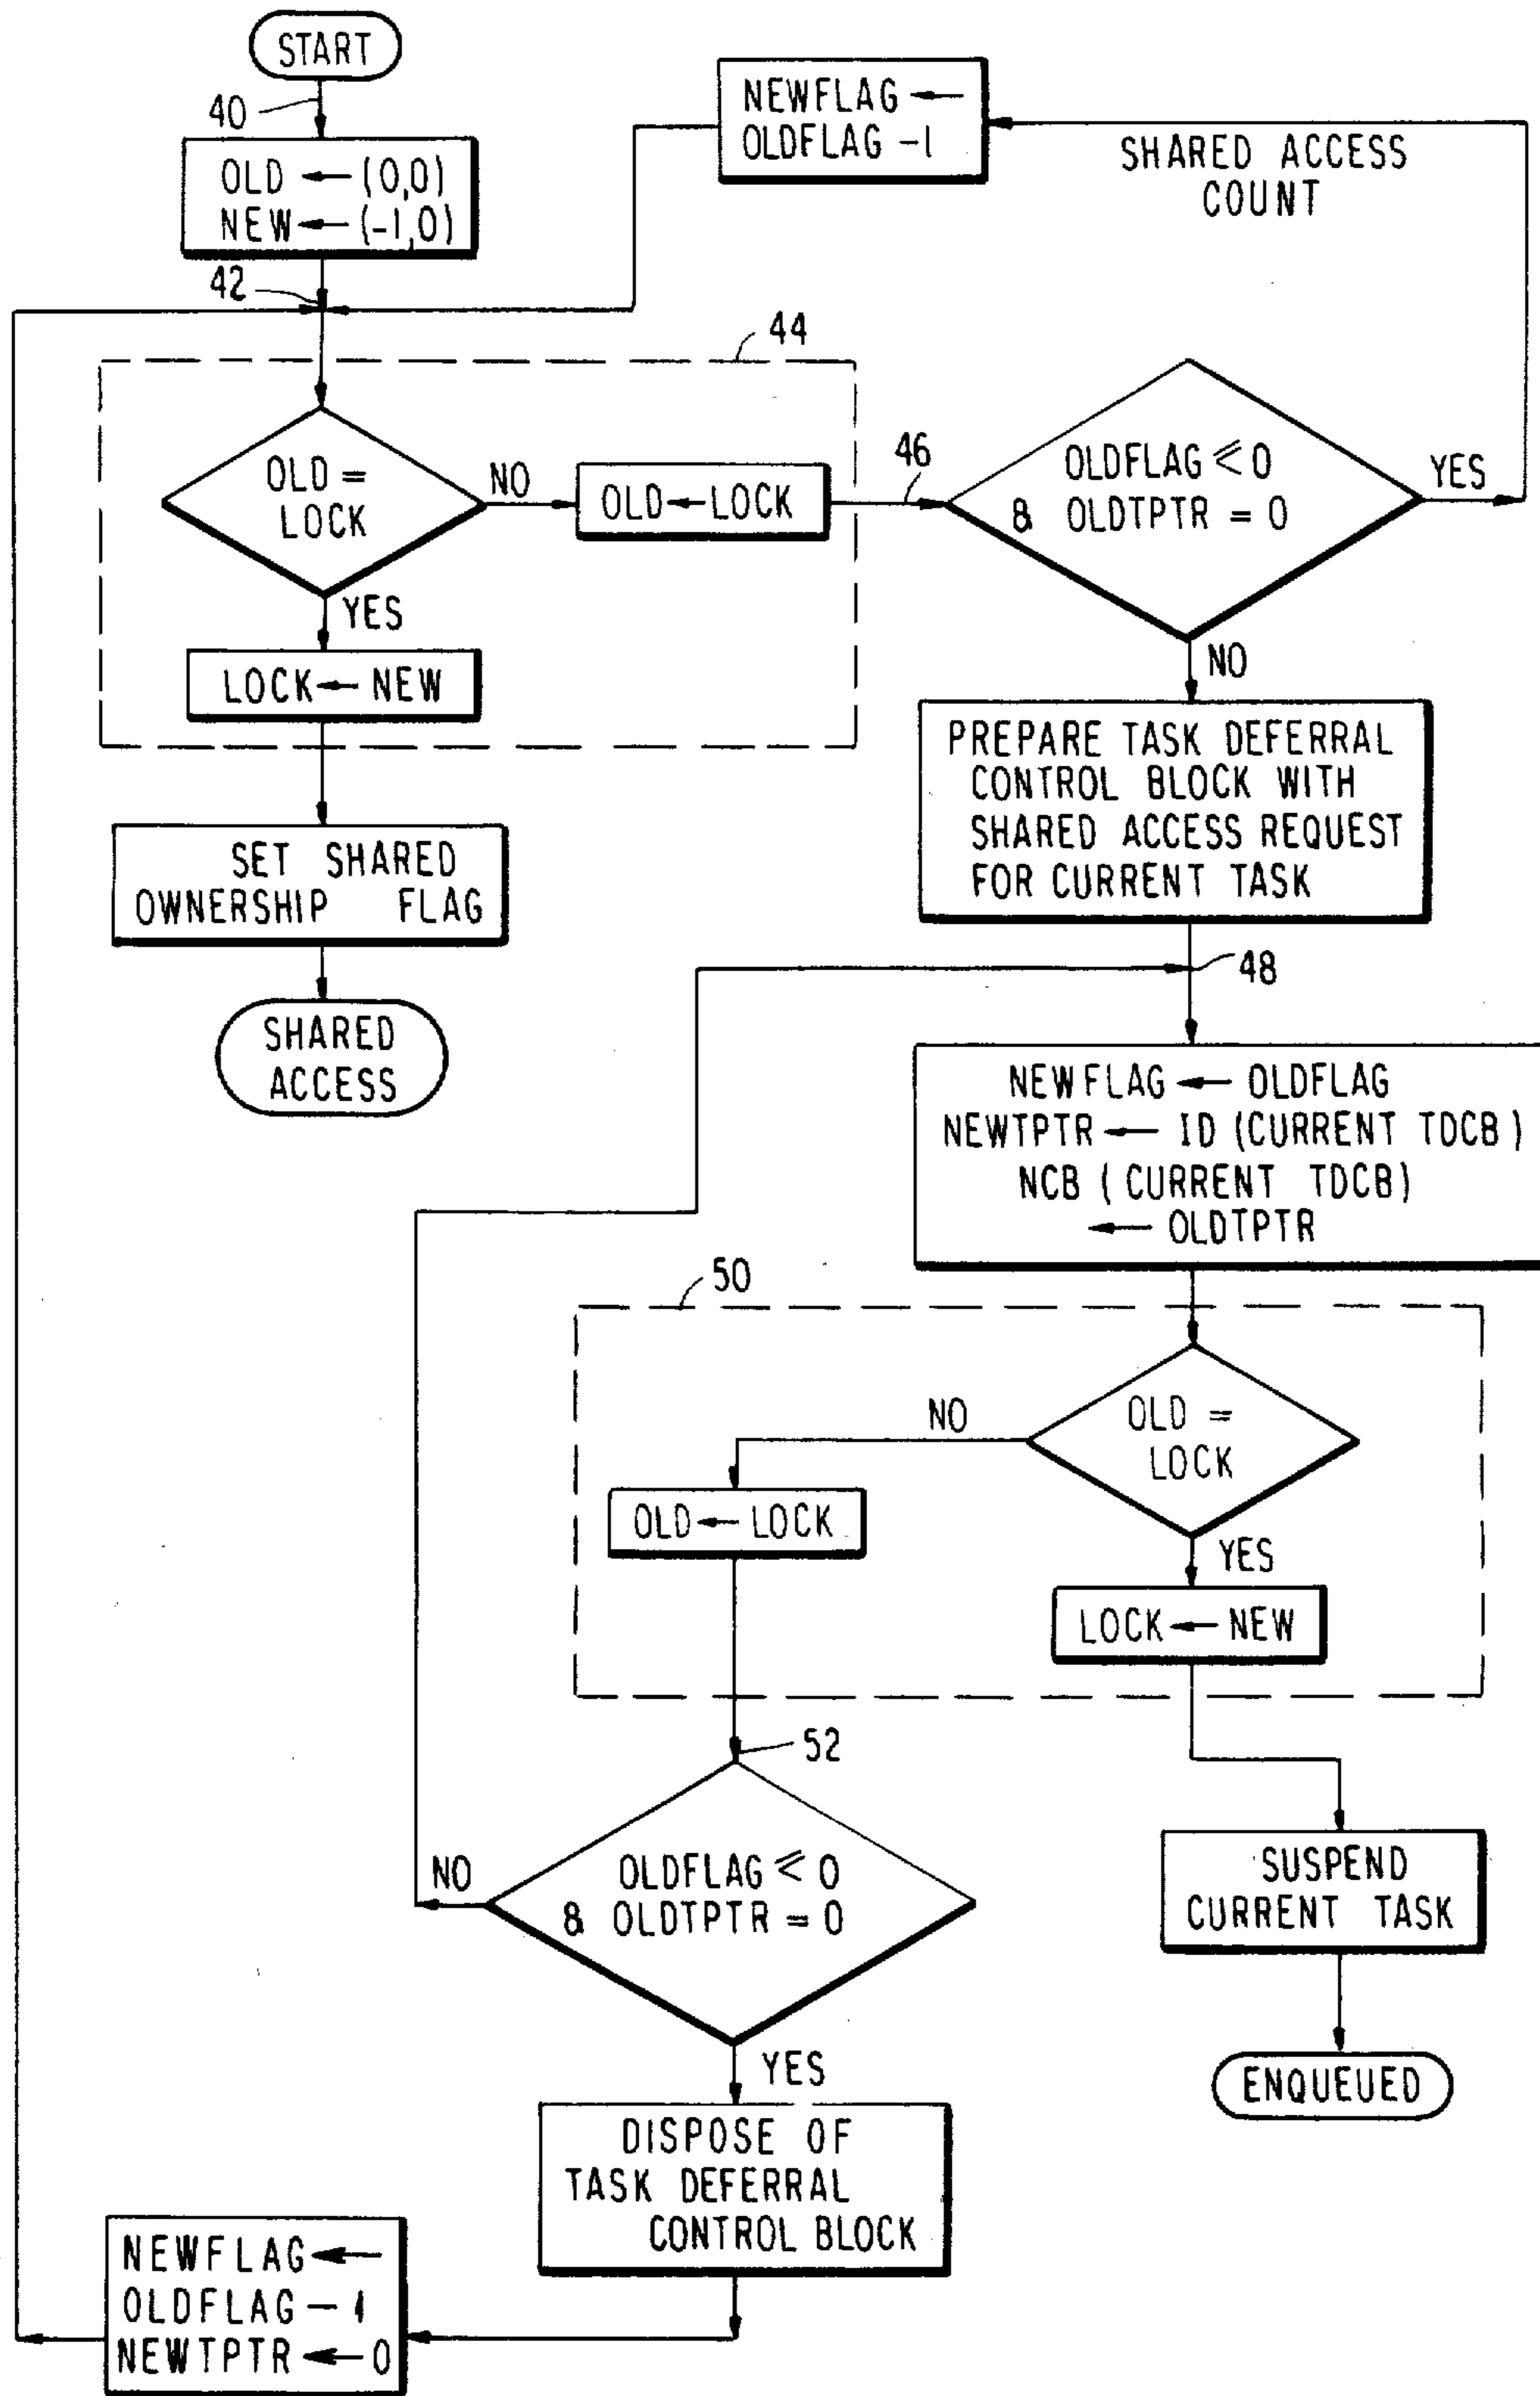 START
40
OLD ← (0,0)
NEW ← (-1,0)
42
NEWFLAG ←
OLDFLAG -1
SHARED ACCESS
COUNT
44
OLD =
LOCK
NO
OLD ← LOCK
46
OLDFLAG ≤ 0
& OLDTPTR = 0
YES
YES
LOCK ← NEW
NO
SET SHARED
OWNERSHIP FLAG
SHARED
ACCESS
PREPARE TASK DEFERRAL
CONTROL BLOCK WITH
SHARED ACCESS REQUEST
FOR CURRENT TASK
48
NEWFLAG ← OLDFLAG
NEWTPTR ← ID (CURRENT TDCB)
NCB (CURRENT TDCB)
← OLDTPTR
50
OLD =
LOCK
NO
OLD ← LOCK
YES
LOCK ← NEW
52
OLDFLAG ≤ 0
& OLDTPTR = 0
NO
SUSPEND
CURRENT TASK
YES
ENQUEUED
DISPOSE OF
TASK DEFERRAL
CONTROL BLOCK
NEWFLAG ←
OLDFLAG - 1
NEWTPTR ← 0